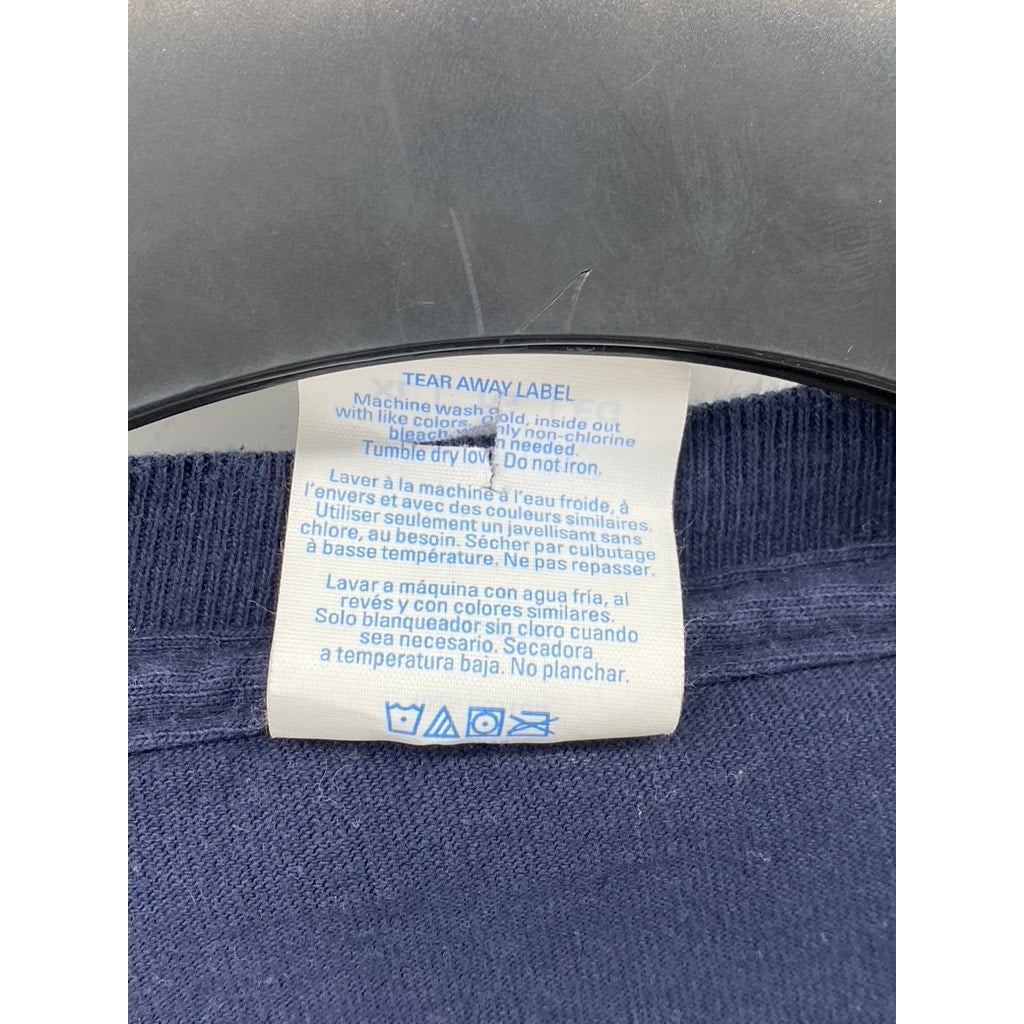 TEAR AWAY LABEL
Machine wash cold, inside out
with like colors. Only non-chlorine
bleach, when needed.
Tumble dry low. Do not iron.
Laver à la machine à l'eau froide, à
l'envers et avec des couleurs similaires.
Utiliser seulement un javellisant sans
chlore, au besoin. Sécher par culbutage
à basse température. Ne pas repasser.
Lavar a máquina con agua fría, al
revés y con colores similares.
Solo blanqueador sin cloro cuando
sea necesario. Secadora
a temperatura baja. No planchar.